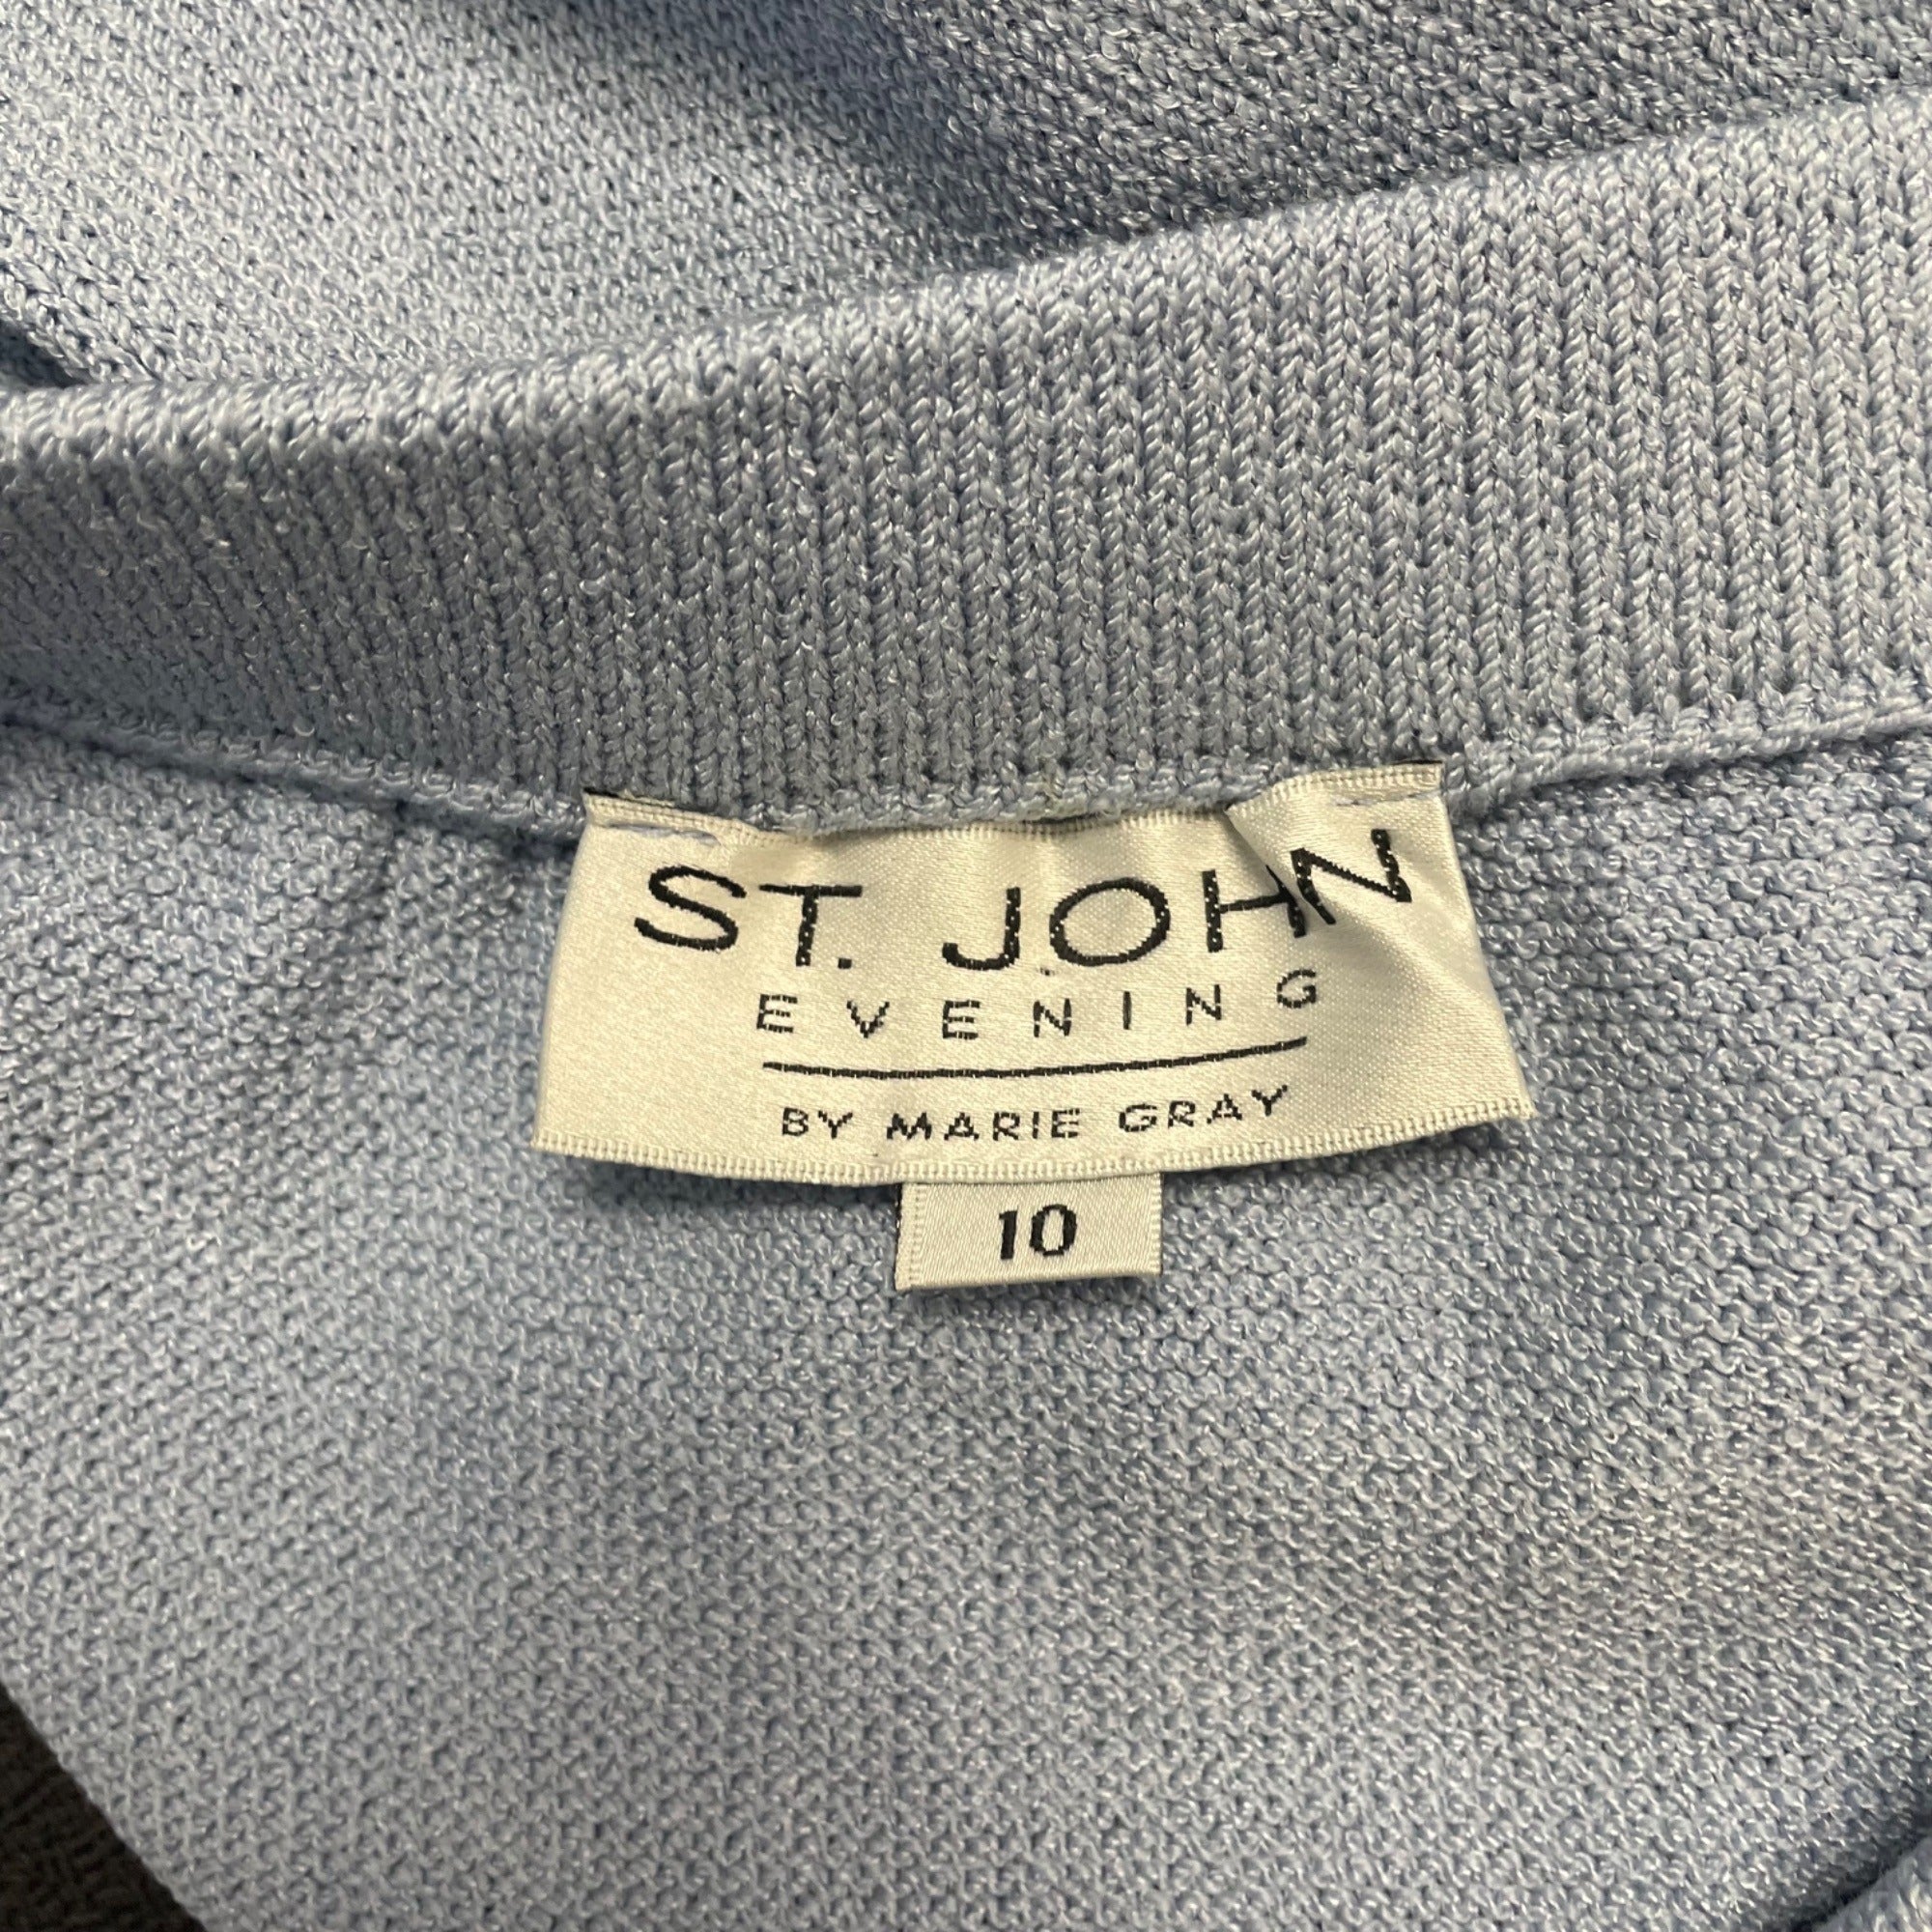 ST. JOHN
EVENING
BY MARIE GRAY
10